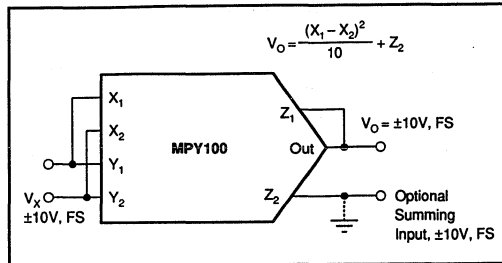 V_O = (X_1 – X_2)^2 / 10 + Z_2
X_1
X_2
Y_1
Y_2
MPY100
Z_1
Out
Z_2
V_O = ±10V, FS
V_X
±10V, FS
Optional
Summing
Input, ±10V, FS